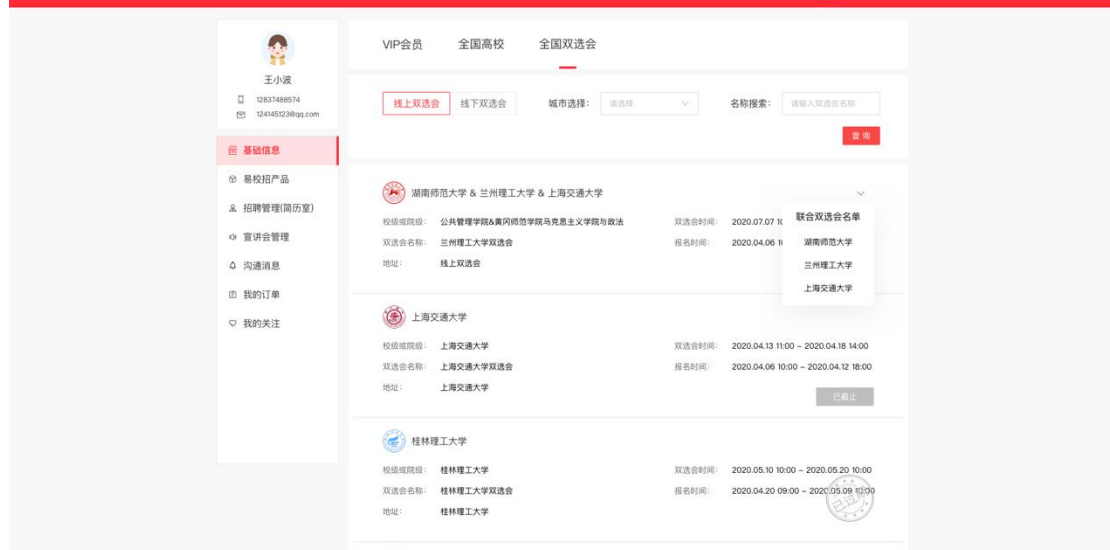 王小波
12837488574
124145123@qq.com
基础信息
易校招产品
招聘管理(简历室)
宣讲会管理
沟通消息
我的订单
我的关注
VIP会员 全国高校 全国双选会
线上双选会 线下双选会 城市选择: 请选择 名称搜索: 请输入双选会名称
查 询
湖南师范大学 & 兰州理工大学 & 上海交通大学
校级或院级: 公共管理学院&黄冈师范学院马克思主义学院与政法 双选会时间: 2020.07.07 1
双选会名称: 兰州理工大学双选会 报名时间: 2020.04.06 1
地址: 线上双选会
联合双选会名单
湖南师范大学
兰州理工大学
上海交通大学
上海交通大学
校级或院级: 上海交通大学 双选会时间: 2020.04.13 11:00 ~ 2020.04.18 14:00
双选会名称: 上海交通大学双选会 报名时间: 2020.04.06 10:00 ~ 2020.04.12 18:00
地址: 上海交通大学
已截止
桂林理工大学
校级或院级: 桂林理工大学 双选会时间: 2020.05.10 10:00 ~ 2020.05.20 10:00
双选会名称: 桂林理工大学双选会 报名时间: 2020.04.20 09:00 ~ 2020.05.09 10:00
地址: 桂林理工大学